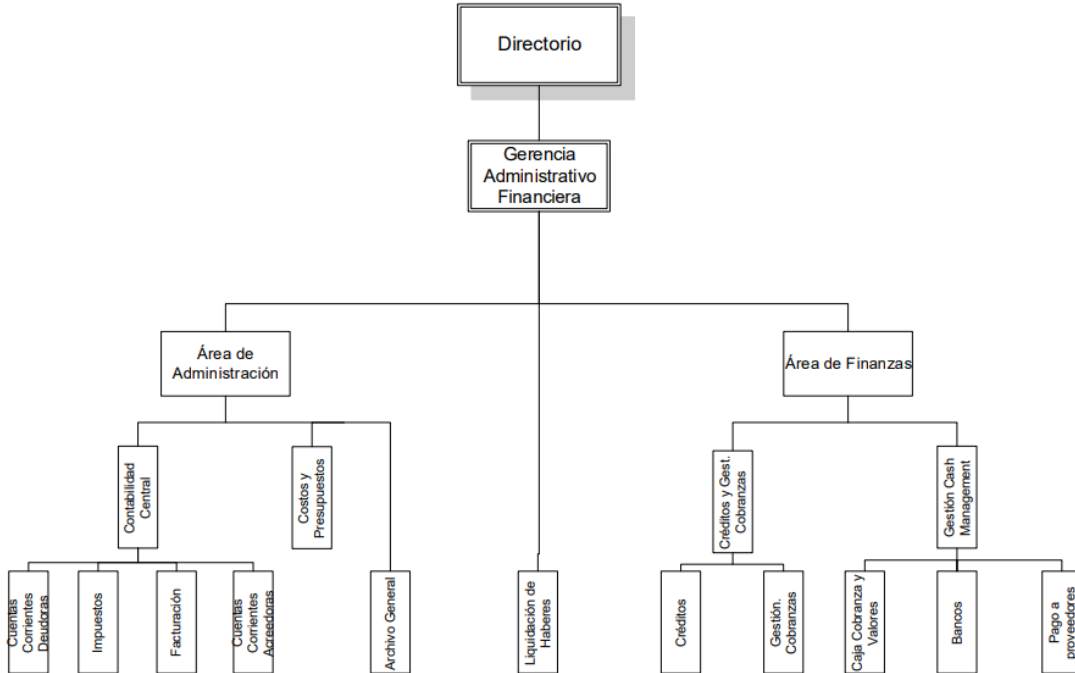 Directorio
Gerencia
Administrativo
Financiera
Área de
Administración
Área de Finanzas
Contabilidad
Central
Costos y
Presupuestos
Créditos y Gest.
Cobranzas
Gestión Cash
Management
Cuentas
Corrientes
Deudoras
Impuestos
Facturación
Cuentas
Corrientes
Acreedoras
Archivo General
Liquidación de
Haberes
Créditos
Gestión.
Cobranzas
Caja Cobranza y
Valores
Bancos
Pago a
proveedores